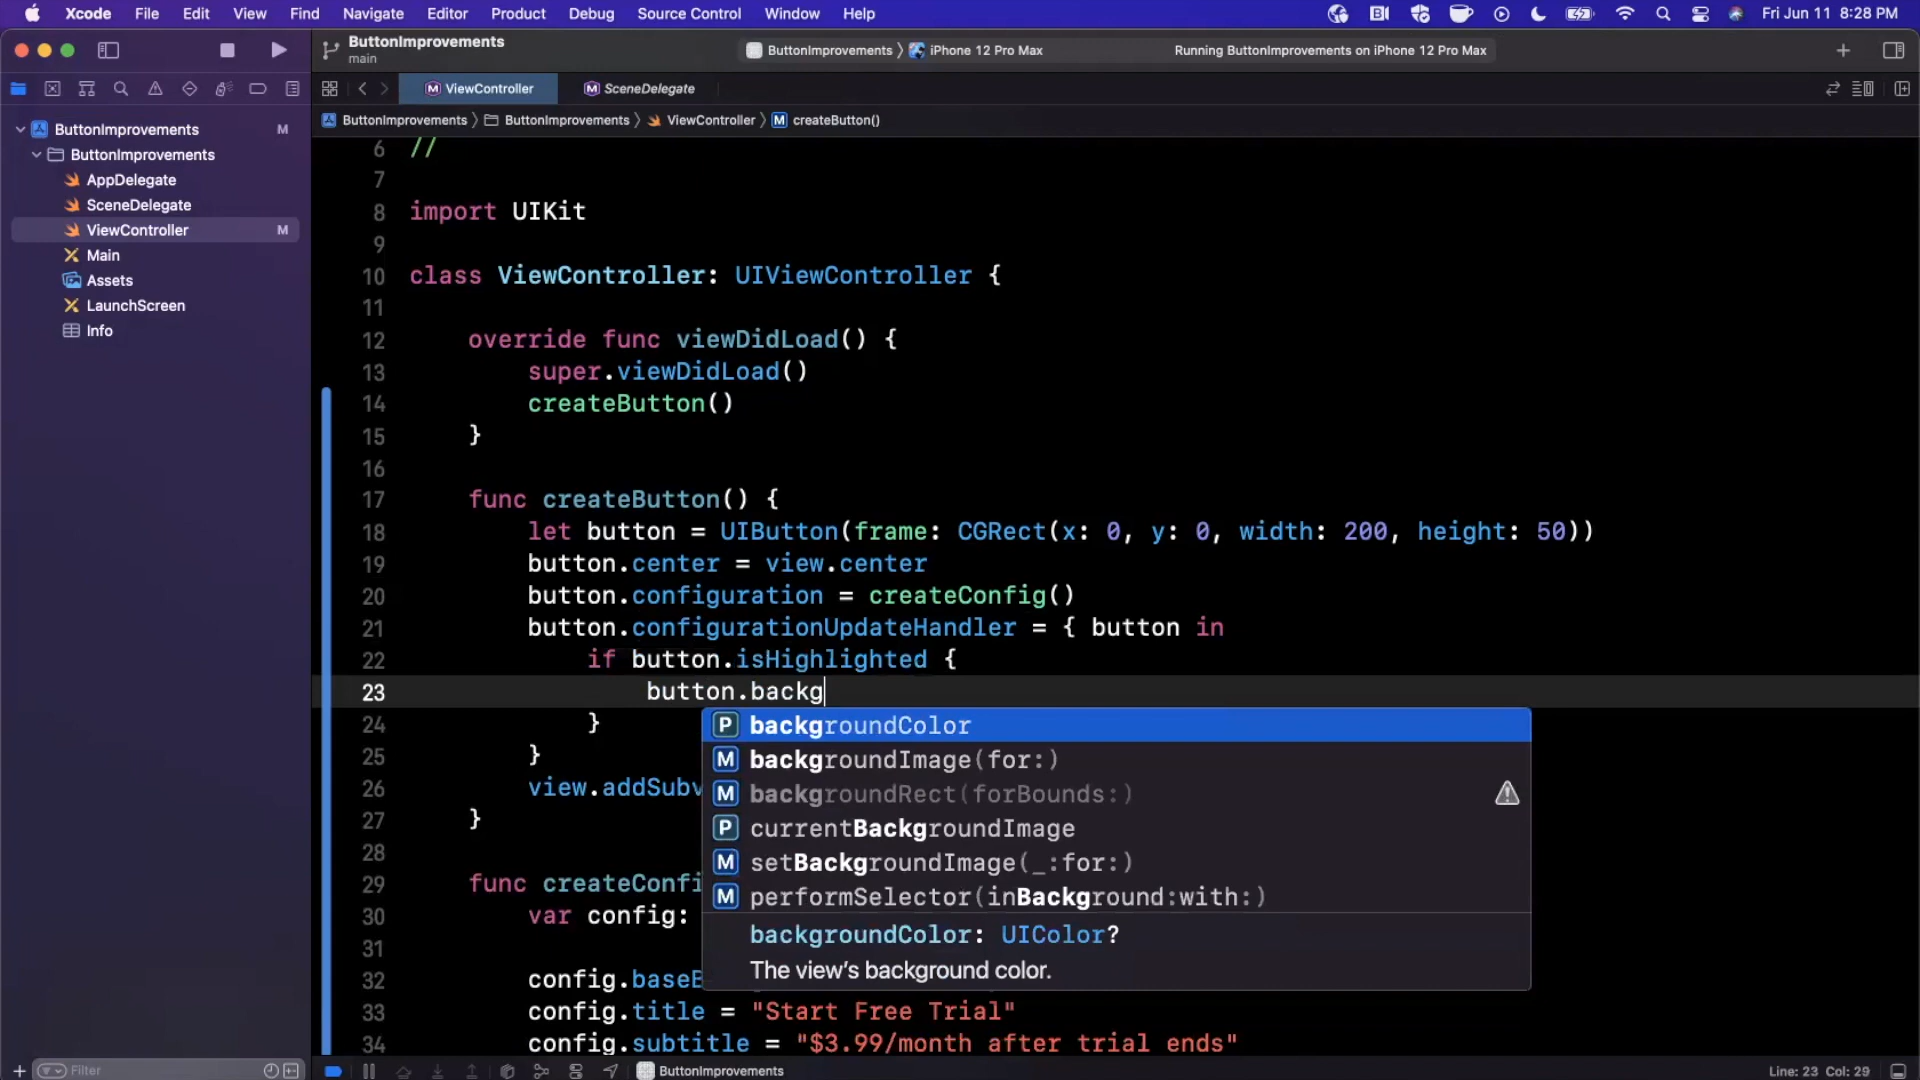 Xcode File Edit View Find Navigate Editor Product Debug Source Control Window Help Fri Jun 11 8:28 PM
ButtonImprovements
main
ButtonImprovements iPhone 12 Pro Max Running ButtonImprovements on iPhone 12 Pro Max
ViewController SceneDelegate
ButtonImprovements ButtonImprovements ViewController createButton()
ButtonImprovements M
ButtonImprovements
AppDelegate
SceneDelegate
ViewController M
Main
Assets
LaunchScreen
Info
6 //
7
8 import UIKit
9
10 class ViewController: UIViewController {
11
12 override func viewDidLoad() {
13 super.viewDidLoad()
14 createButton()
15 }
16
17 func createButton() {
18 let button = UIButton(frame: CGRect(x: 0, y: 0, width: 200, height: 50))
19 button.center = view.center
20 button.configuration = createConfig()
21 button.configurationUpdateHandler = { button in
22 if button.isHighlighted {
23 button.backg
24 }
25 }
26 view.addSubv
27 }
28
29 func createConfi
30 var config:
31
32 config.baseB
33 config.title = "Start Free Trial"
34 config.subtitle = "$3.99/month after trial ends"
P backgroundColor
M backgroundImage(for:)
M backgroundRect(forBounds:)
P currentBackgroundImage
M setBackgroundImage(_:for:)
M performSelector(inBackground:with:)
backgroundColor: UIColor?
The view's background color.
Filter
ButtonImprovements
Line: 23 Col: 29